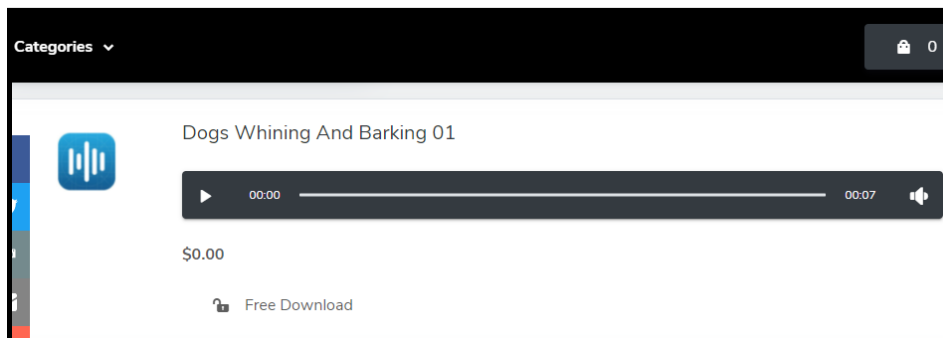 Categories
0
Dogs Whining And Barking 01
00:00
00:07
$0.00
Free Download